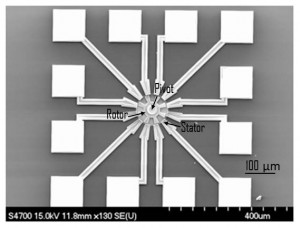 Pivot
Rotor
Stator
100 µm
S4700 15.0kV 11.8mm x130 SE(U)
400um